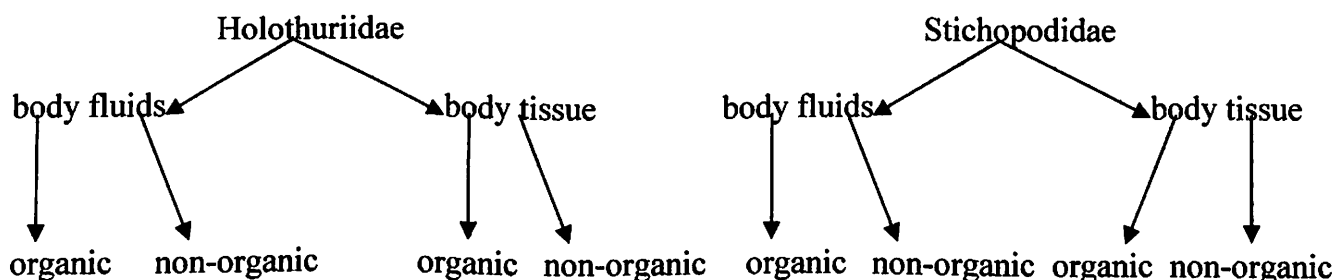 Holothuriidae Stichopodidae
body fluids body tissue body fluids body tissue
organic non-organic organic non-organic organic non-organic organic non-organic